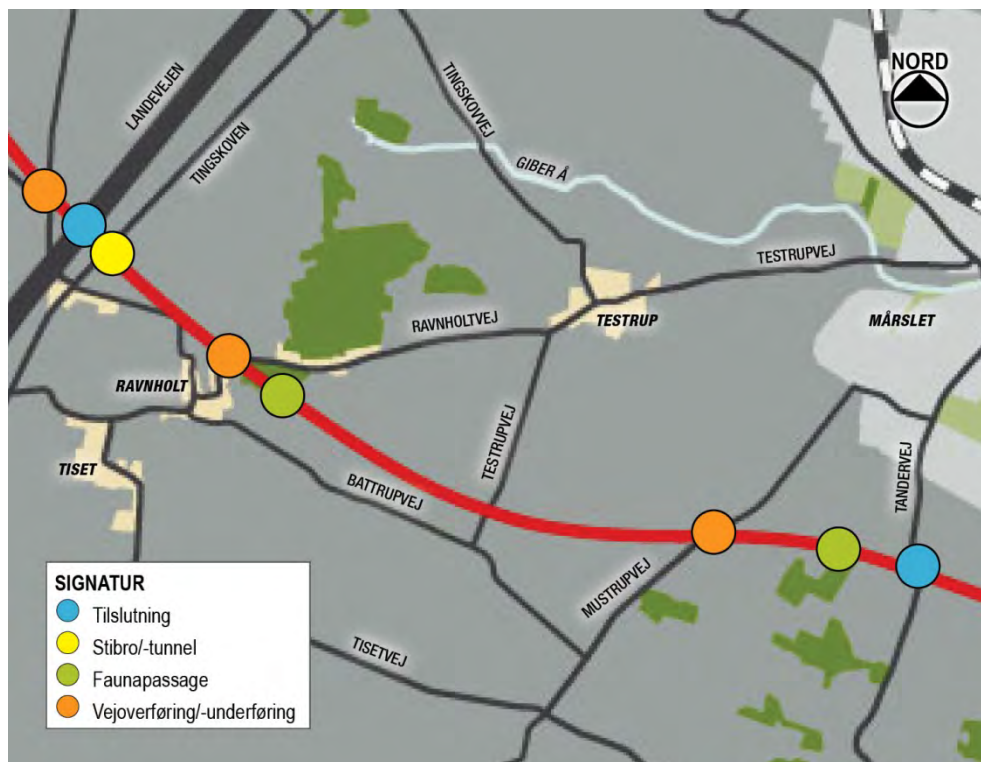 NORD
LANDEVEJEN
TINGSKOVEN
TINGSKOVVEJ
GIBER Å
TESTRUPVEJ
TESTRUP
MÅRSLET
RAVNHOLTVEJ
RAVNHOLT
TISET
TESTRUPVEJ
BATTRUPVEJ
TANDERVEJ
MUSTRUPVEJ
TISETVEJ
SIGNATUR
Tilslutning
Stibro/-tunnel
Faunapassage
Vejoverføring/-underføring